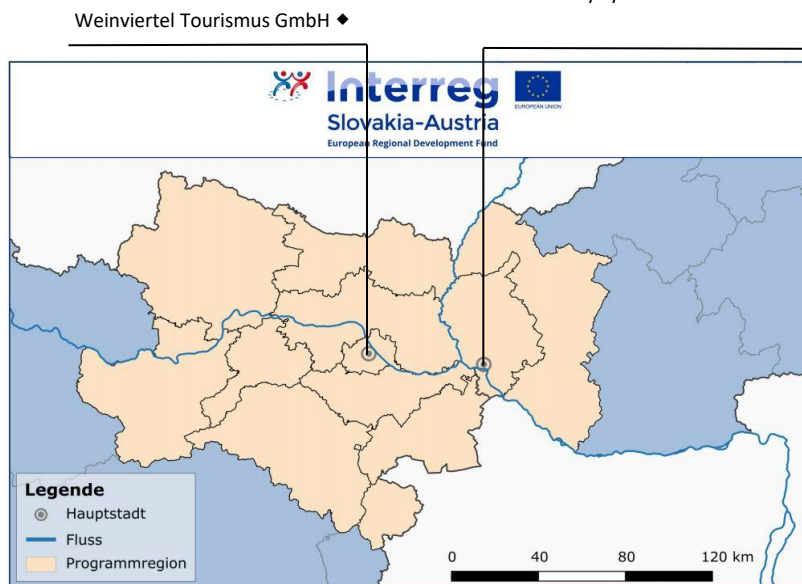 Weinviertel Tourismus GmbH ◆
Interreg
EUROPEAN UNION
Slovakia-Austria
European Regional Development Fund
Legende
Hauptstadt
Fluss
Programmregion
0 40 80 120 km